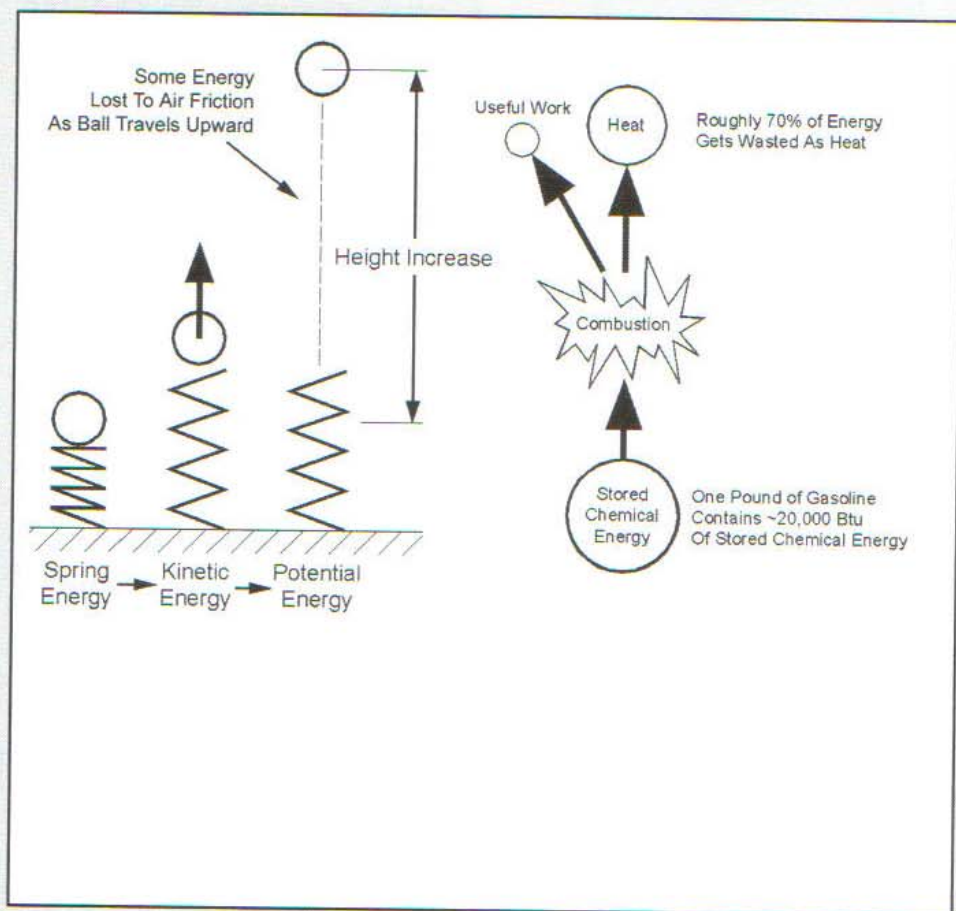 Some Energy
Lost To Air Friction
As Ball Travels Upward
Height Increase
Spring
Energy
Kinetic
Energy
Potential
Energy
Useful Work
Heat
Roughly 70% of Energy
Gets Wasted As Heat
Combustion
Stored
Chemical
Energy
One Pound of Gasoline
Contains ~20,000 Btu
Of Stored Chemical Energy